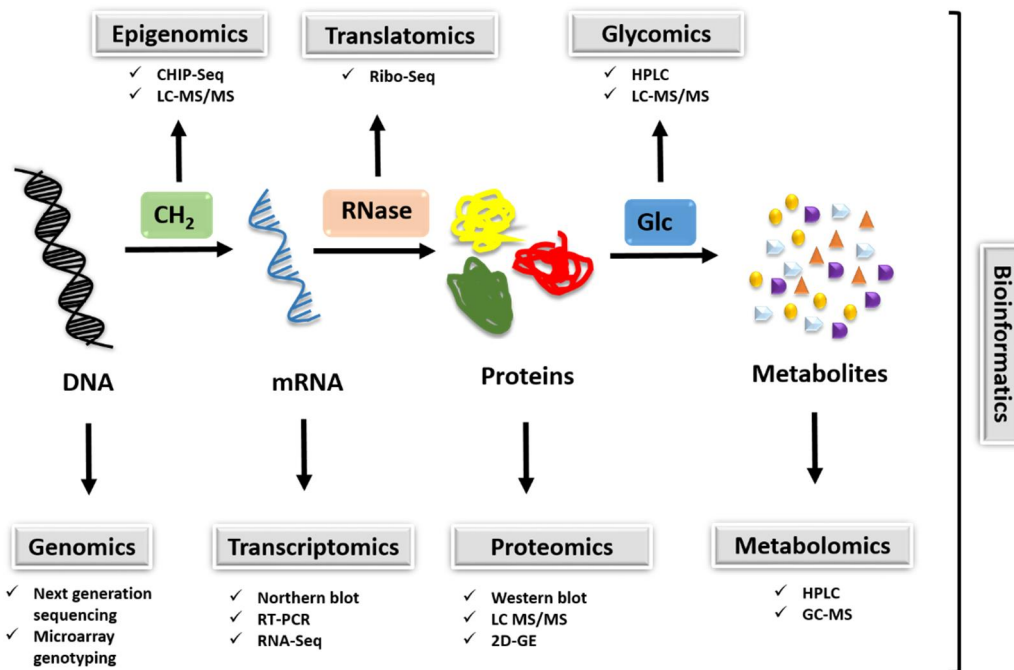 Epigenomics
✓ CHIP-Seq
✓ LC-MS/MS
Translatomics
✓ Ribo-Seq
Glycomics
✓ HPLC
✓ LC-MS/MS
CH₂
RNase
Glc
DNA
mRNA
Proteins
Metabolites
Genomics
✓ Next generation
sequencing
✓ Microarray
genotyping
Transcriptomics
✓ Northern blot
✓ RT-PCR
✓ RNA-Seq
Proteomics
✓ Western blot
✓ LC MS/MS
✓ 2D-GE
Metabolomics
✓ HPLC
✓ GC-MS
Bioinformatics